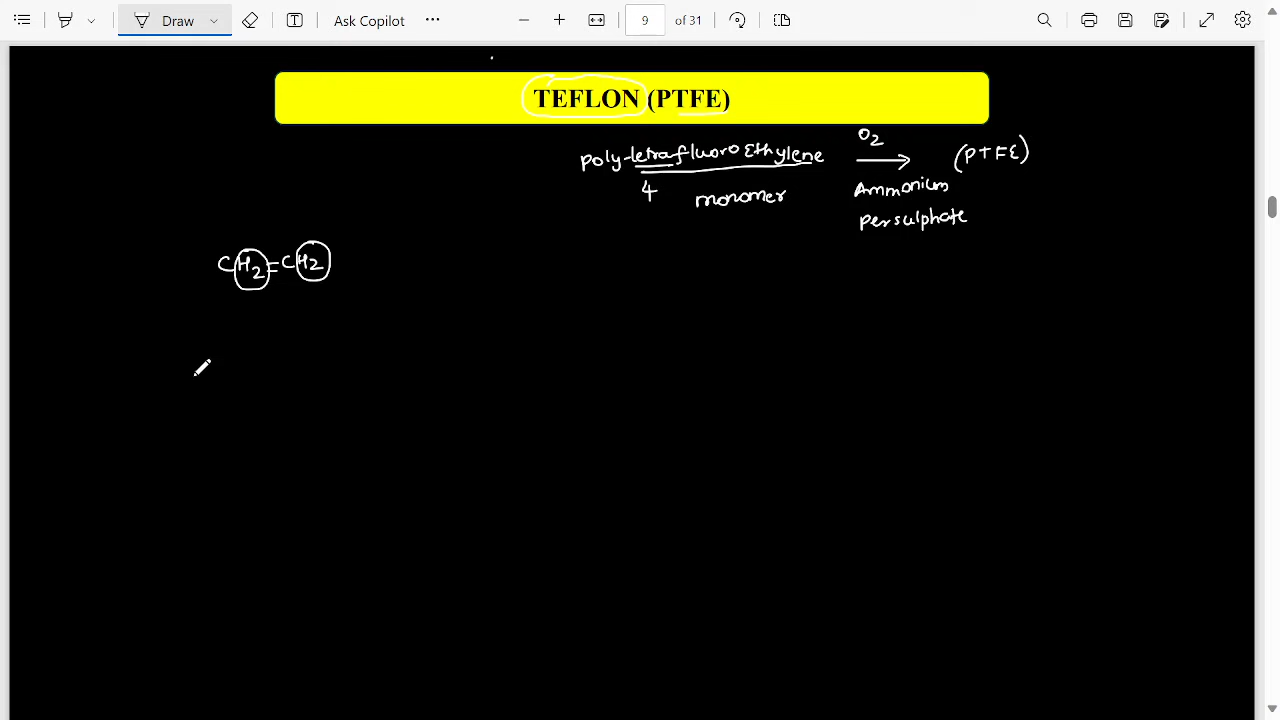 Draw
Ask Copilot
9 of 31
TEFLON (PTFE)
poly-tetrafluoro Ethylene O2 (PTFE)
4 monomer Ammonium
persulphate
CH2=CH2